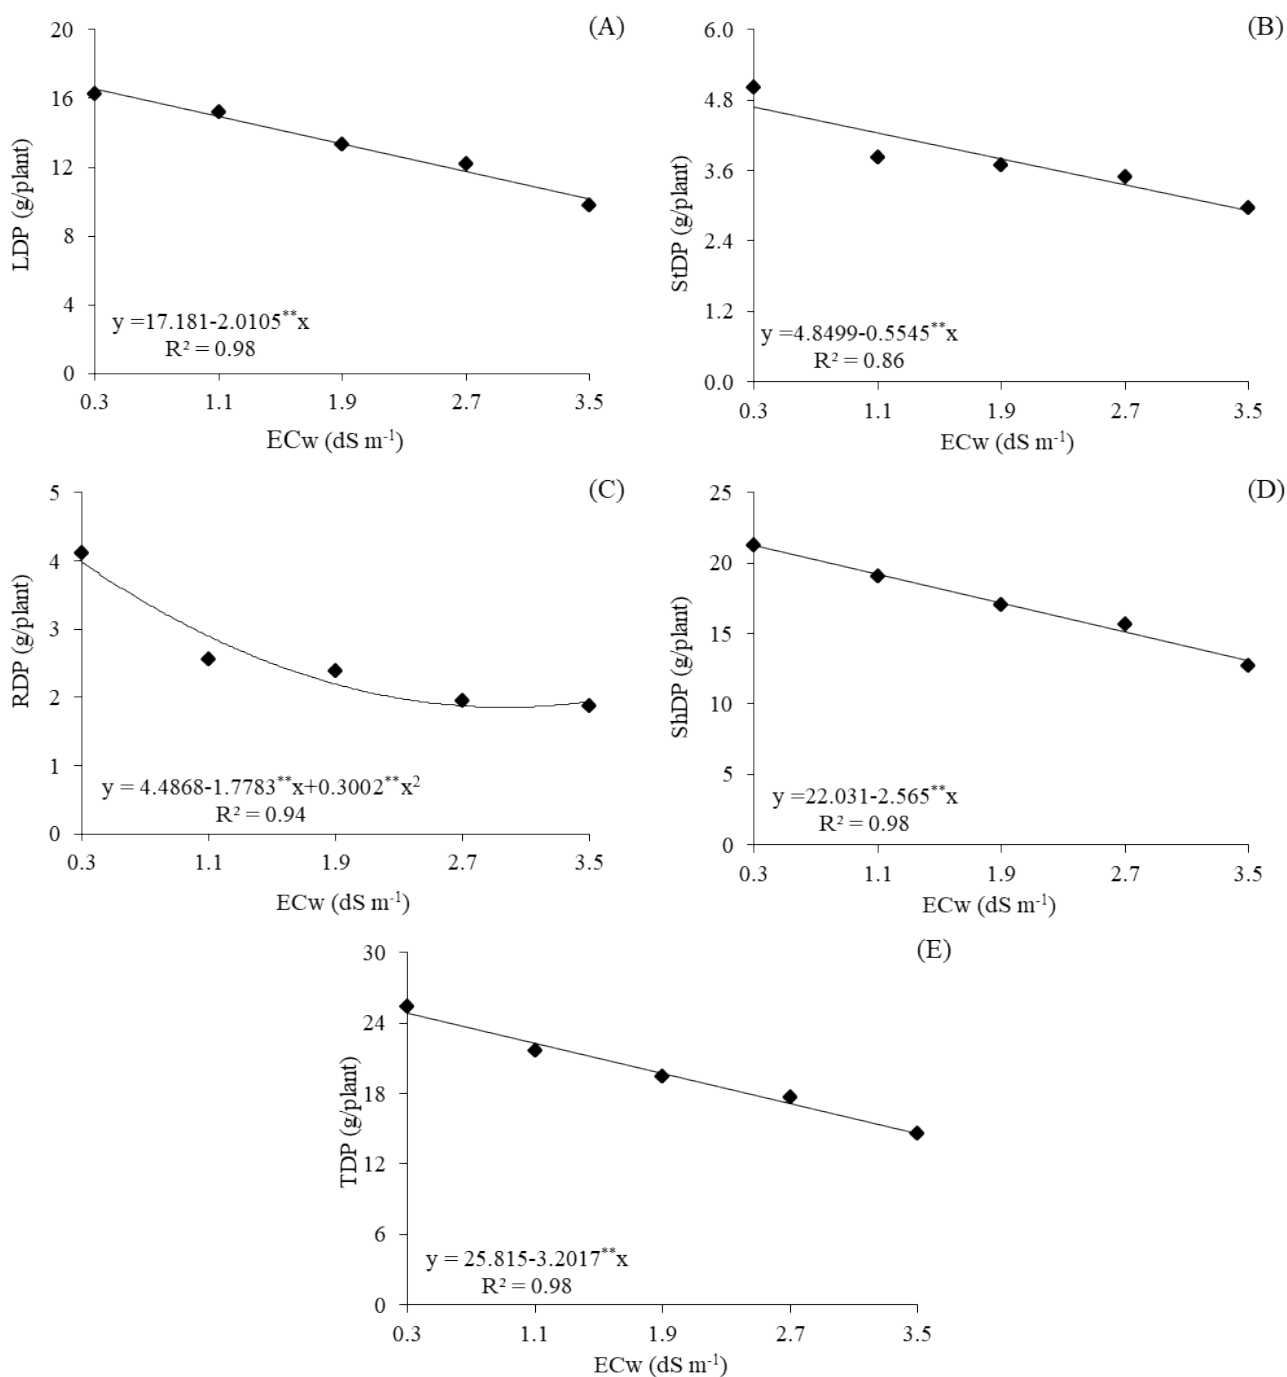 (A)
20
16
12
8
4
0
LDP (g/plant)
y =17.181-2.0105**x
R² = 0.98
0.3 1.1 1.9 2.7 3.5
ECw (dS m⁻¹)
(B)
6.0
4.8
3.6
2.4
1.2
0.0
StDP (g/plant)
y =4.8499-0.5545**x
R² = 0.86
0.3 1.1 1.9 2.7 3.5
ECw (dS m⁻¹)
(C)
5
4
3
2
1
0
RDP (g/plant)
y = 4.4868-1.7783**x+0.3002**x²
R² = 0.94
0.3 1.1 1.9 2.7 3.5
ECw (dS m⁻¹)
(D)
25
20
15
10
5
0
ShDP (g/plant)
y =22.031-2.565**x
R² = 0.98
0.3 1.1 1.9 2.7 3.5
ECw (dS m⁻¹)
(E)
30
24
18
12
6
0
TDP (g/plant)
y = 25.815-3.2017**x
R² = 0.98
0.3 1.1 1.9 2.7 3.5
ECw (dS m⁻¹)